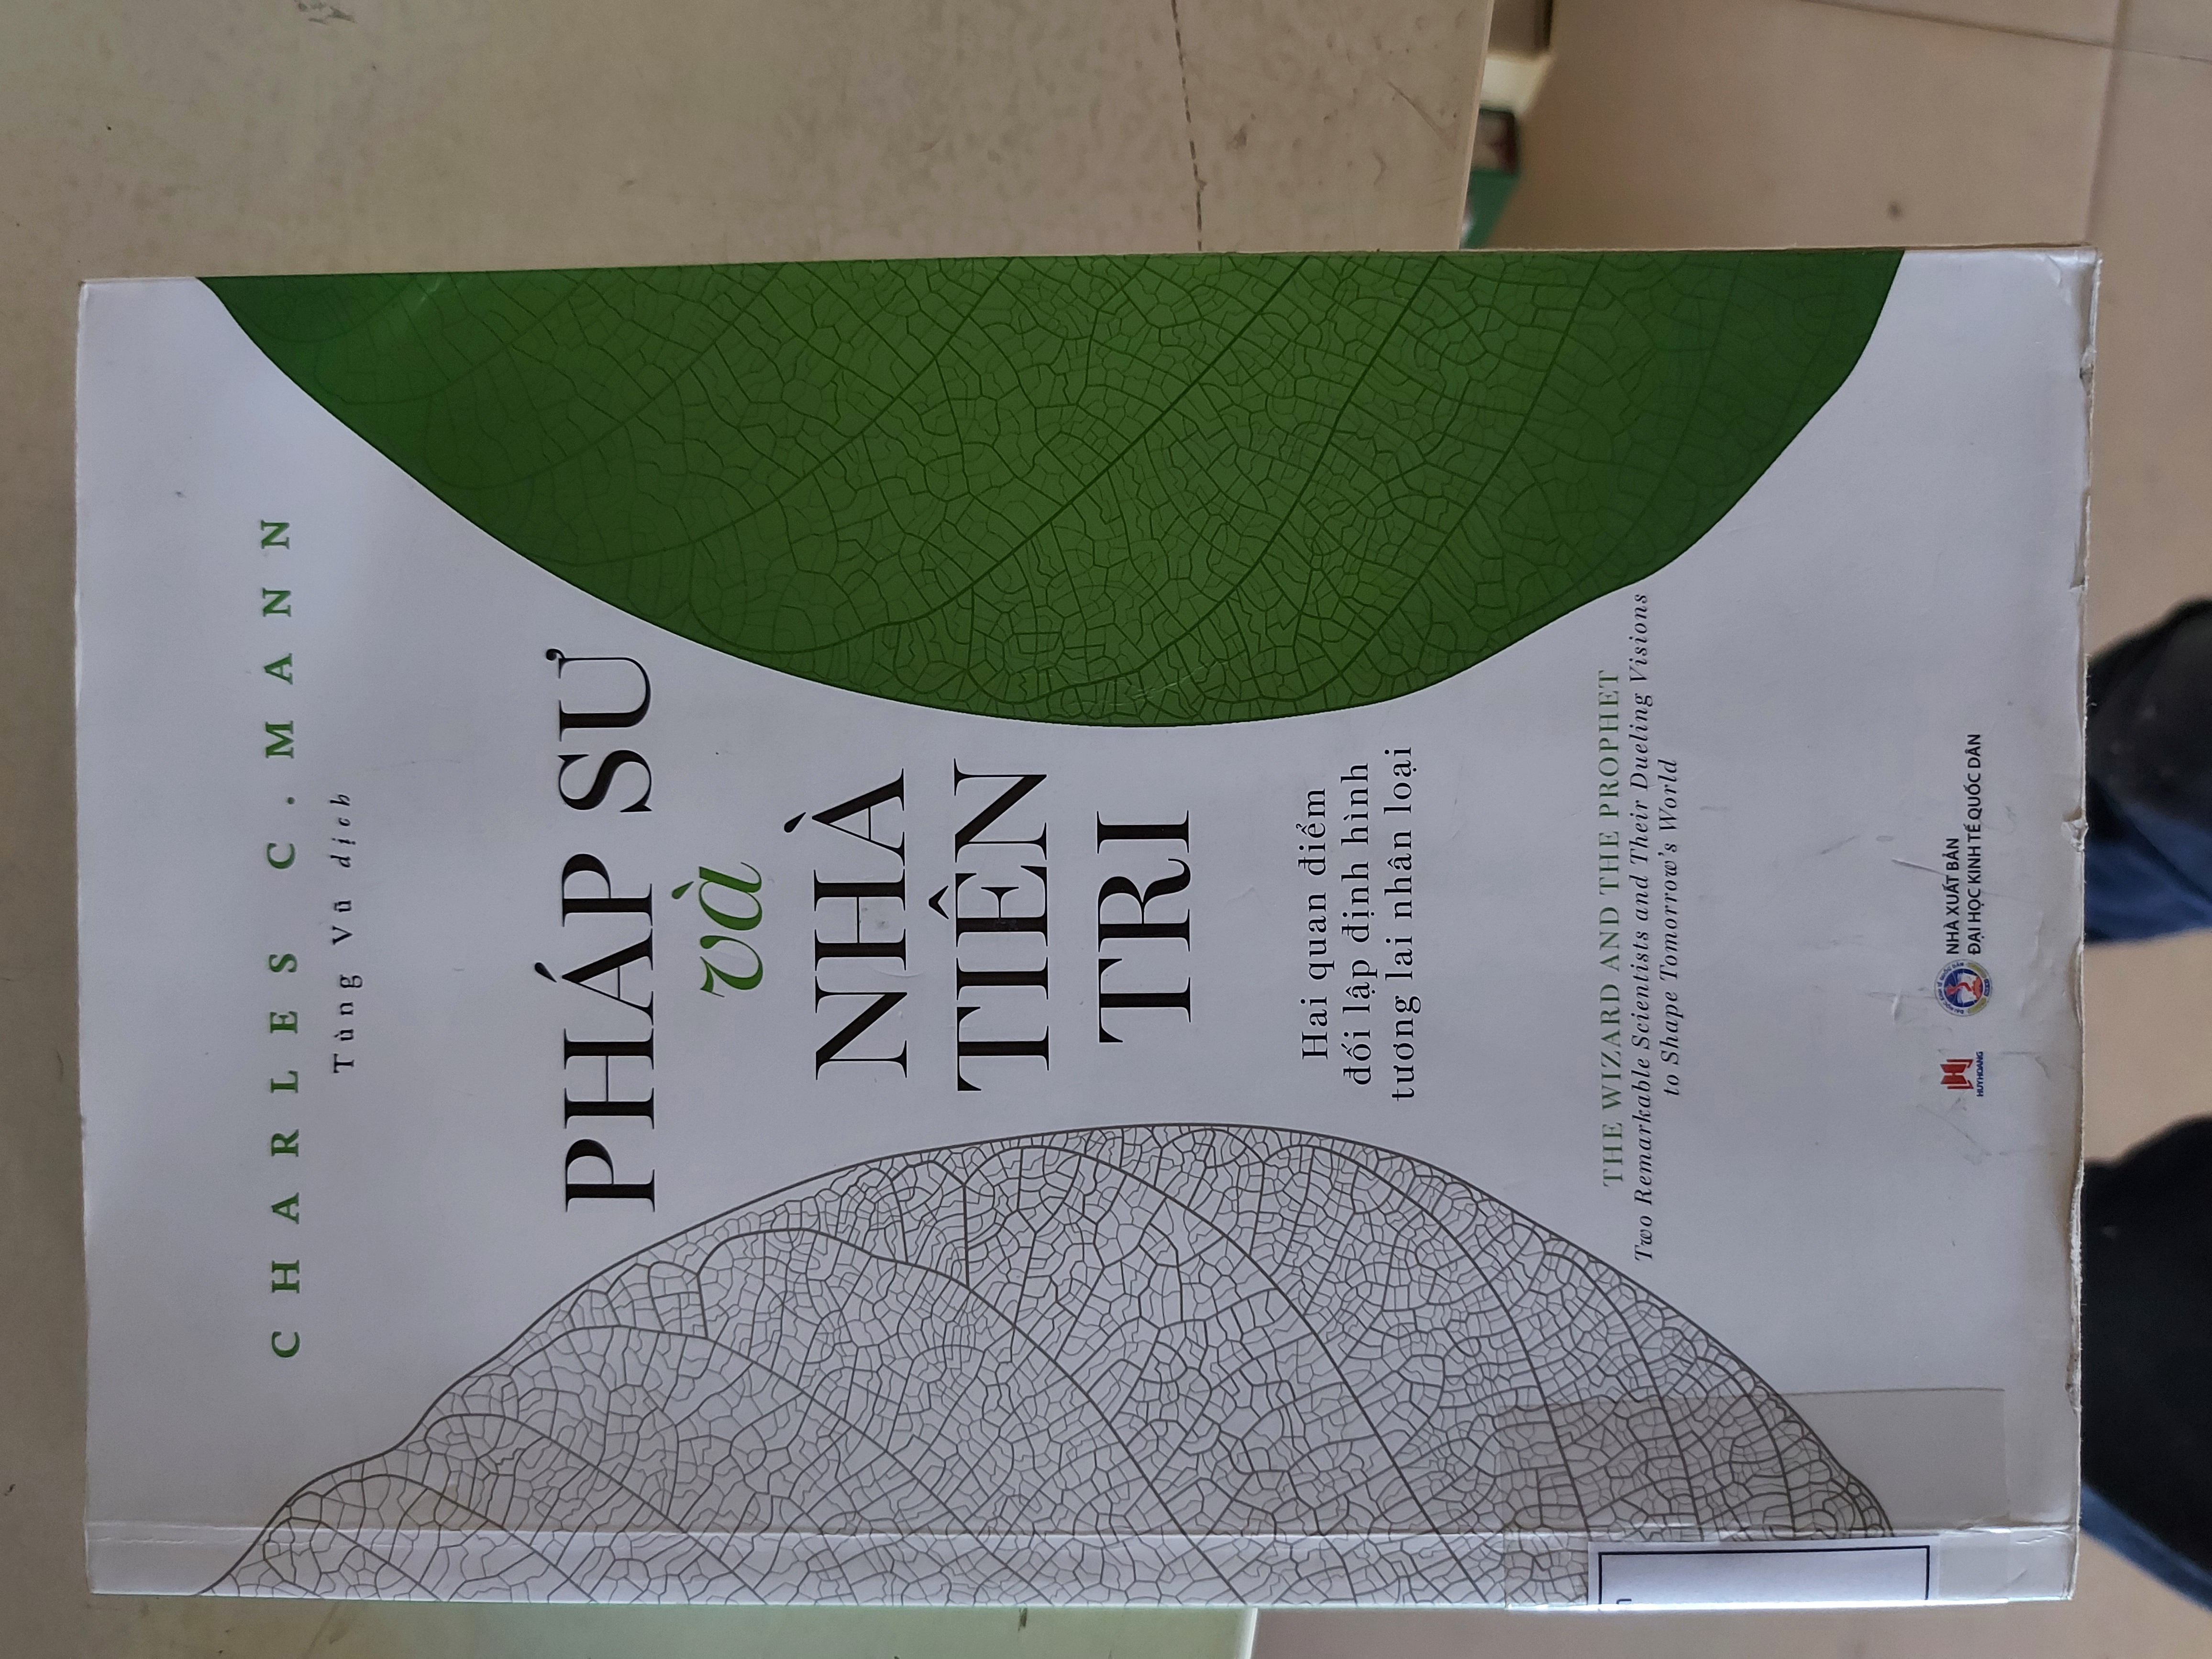 CHARLES C. MANN
Tùng Vũ dịch
PHÁP SƯ
và
NHÀ
TIÊN
TRI
Hai quan điểm
đối lập định hình
tương lai nhân loại
THE WIZARD AND THE PROPHET
Two Remarkable Scientists and Their Dueling Visions
to Shape Tomorrow's World
HUYHOANG
NHÀ XUẤT BẢN
ĐẠI HỌC KINH TẾ QUỐC DÂN